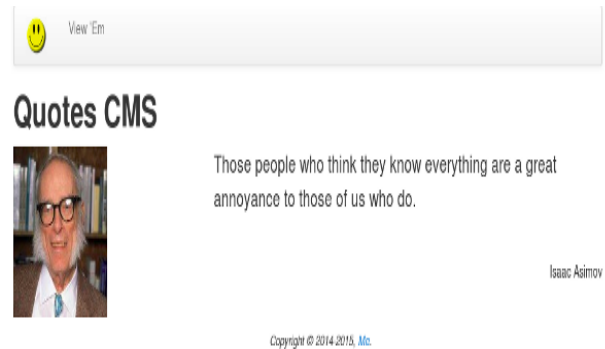 View 'Em
Quotes CMS
Those people who think they know everything are a great
annoyance to those of us who do.
Isaac Asimov
Copyright © 2014-2015, Me.